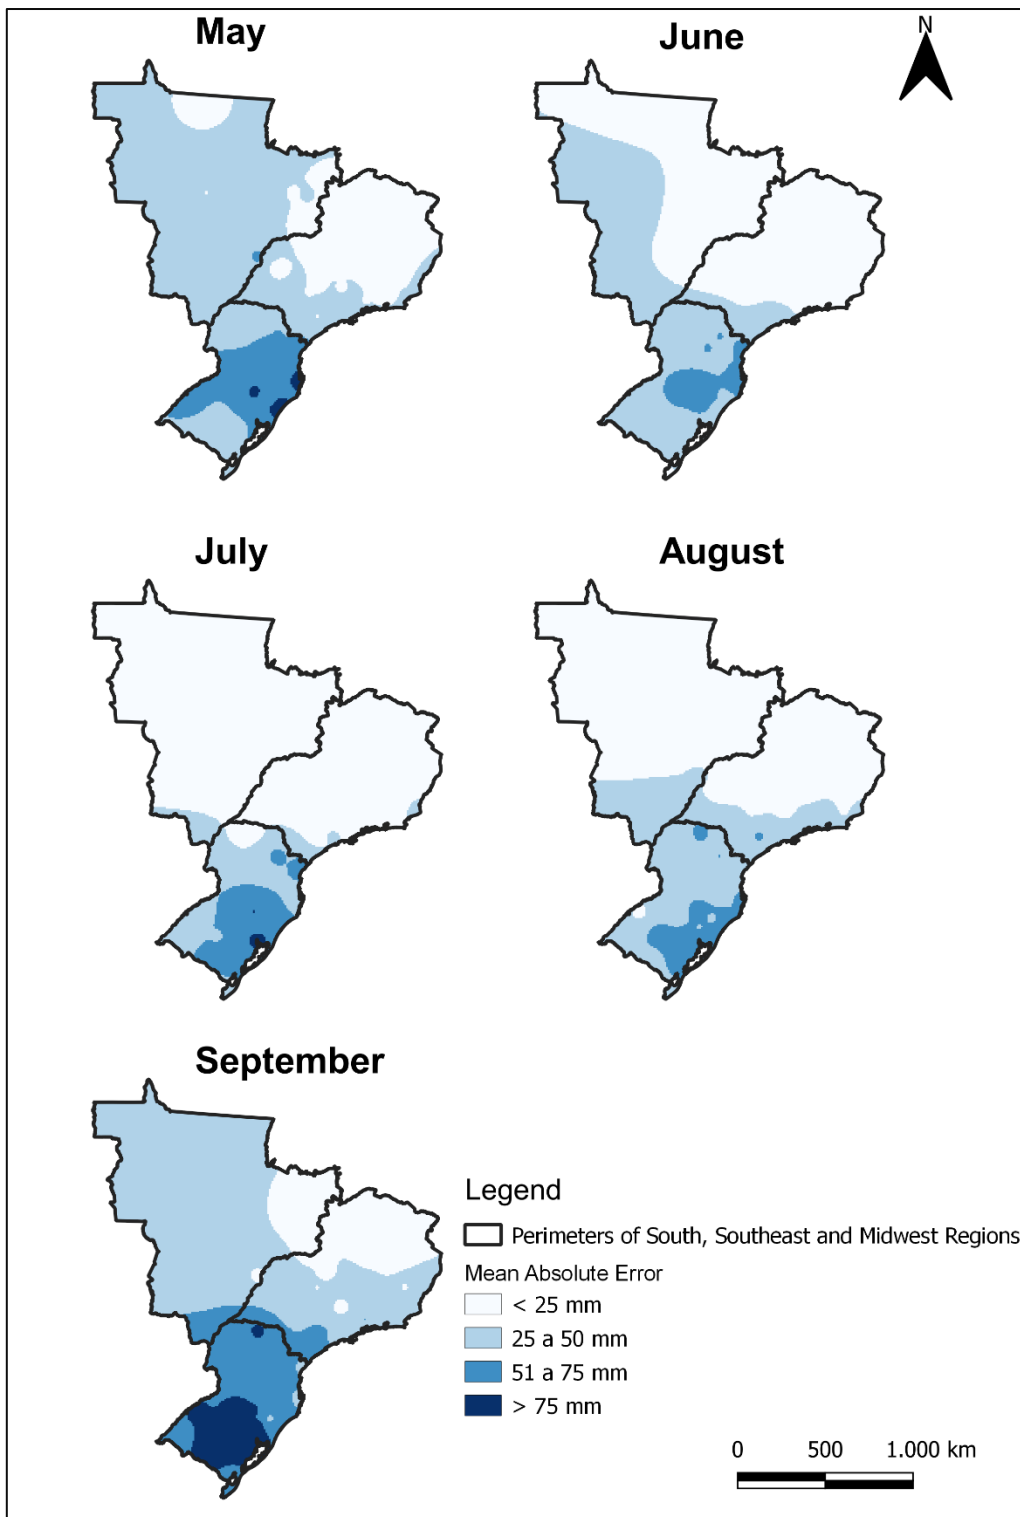 May
June
N
July
August
September
Legend
Perimeters of South, Southeast and Midwest Regions
Mean Absolute Error
< 25 mm
25 a 50 mm
51 a 75 mm
> 75 mm
0 500 1.000 km